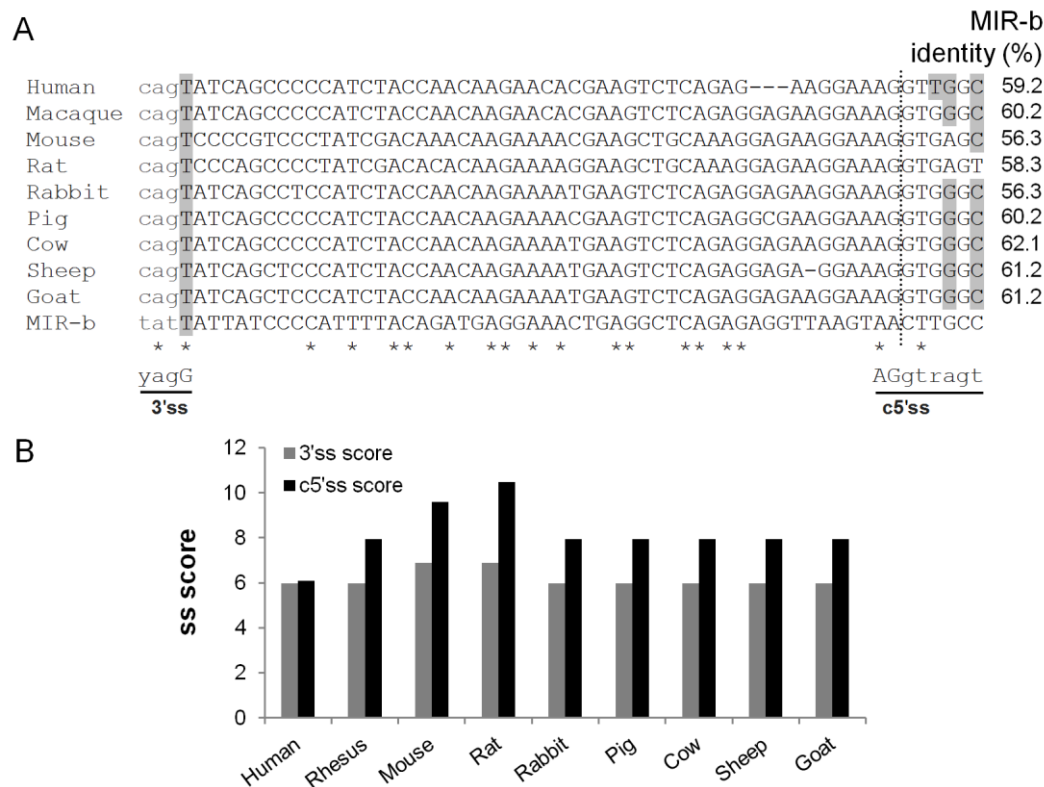 A
MIR-b
identity (%)
Human cagTATCAGCCCCCATCTACCAACAAGAACACGAAGTCTCAGAG---AAGGAAAGGTTGGC 59.2
Macaque cagTATCAGCCCCCATCTACCAACAAGAACACGAAGTCTCAGAGGAGAAGGAAAGGTGGGC 60.2
Mouse cagTCCCCGTCCCCTATCGACCAACAAGAACACGAAGCTGCAAAGGAGAAGGAAAGGTGAGC 56.3
Rat cagTCCCAGCCCCCTATCGACACACAAGAACACGAAGCTGCAAAGGAGAAGGAAAGGTGAGT 58.3
Rabbit cagTATCAGCCTCCATCTACCAACAAGAAAATGAAGTCTCAGAGGAGAAGGAAAGGTGGGC 56.3
Pig cagTATCAGCCCCCATCTACCAACAAGAAAACGAAGTCTCAGAGGCGAAGGAAAGGTGGGC 60.2
Cow cagTATCAGCCCCCATCTACCAACAAGAAAATGAAGTCTCAGAGGAGAAGGAAAGGTGGGC 62.1
Sheep cagTATCAGCTCCCATCTACCAACAAGAAAATGAAGTCTCAGAGGAGA-GGAAAGGTGGGC 61.2
Goat cagTATCAGCTCCCATCTACCAACAAGAAAATGAAGTCTCAGAGGAGAAGGAAAGGTGGGC 61.2
MIR-b tatTATTATCCCCATTTTACAGATGAGGAAACTGAGGCTCAGAGAGGTTAAGTAACTTGCC
* * * * ** * ** * * ** ** ** * *
yagG AGgtragt
3'ss c5'ss
B
12
10
8
6
4
2
0
ss score
3'ss score
c5'ss score
Human Rhesus Mouse Rat Rabbit Pig Cow Sheep Goat